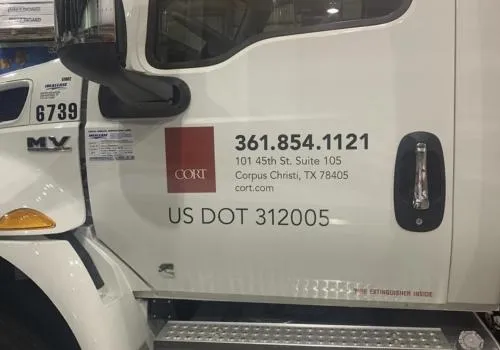 6739
MV
CORT
361.854.1121
101 45th St. Suite 105
Corpus Christi, TX 78405
cort.com
US DOT 312005
FIRE EXTINGUISHER INSIDE